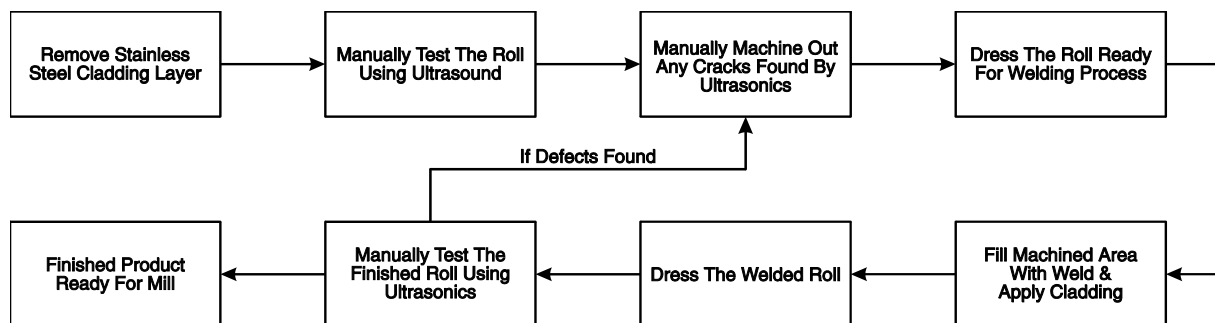 Remove Stainless
Steel Cladding Layer
Manually Test The Roll
Using Ultrasound
Manually Machine Out
Any Cracks Found By
Ultrasonics
Dress The Roll Ready
For Welding Process
If Defects Found
Fill Machined Area
With Weld &
Apply Cladding
Dress The Welded Roll
Manually Test The
Finished Roll Using
Ultrasonics
Finished Product
Ready For Mill